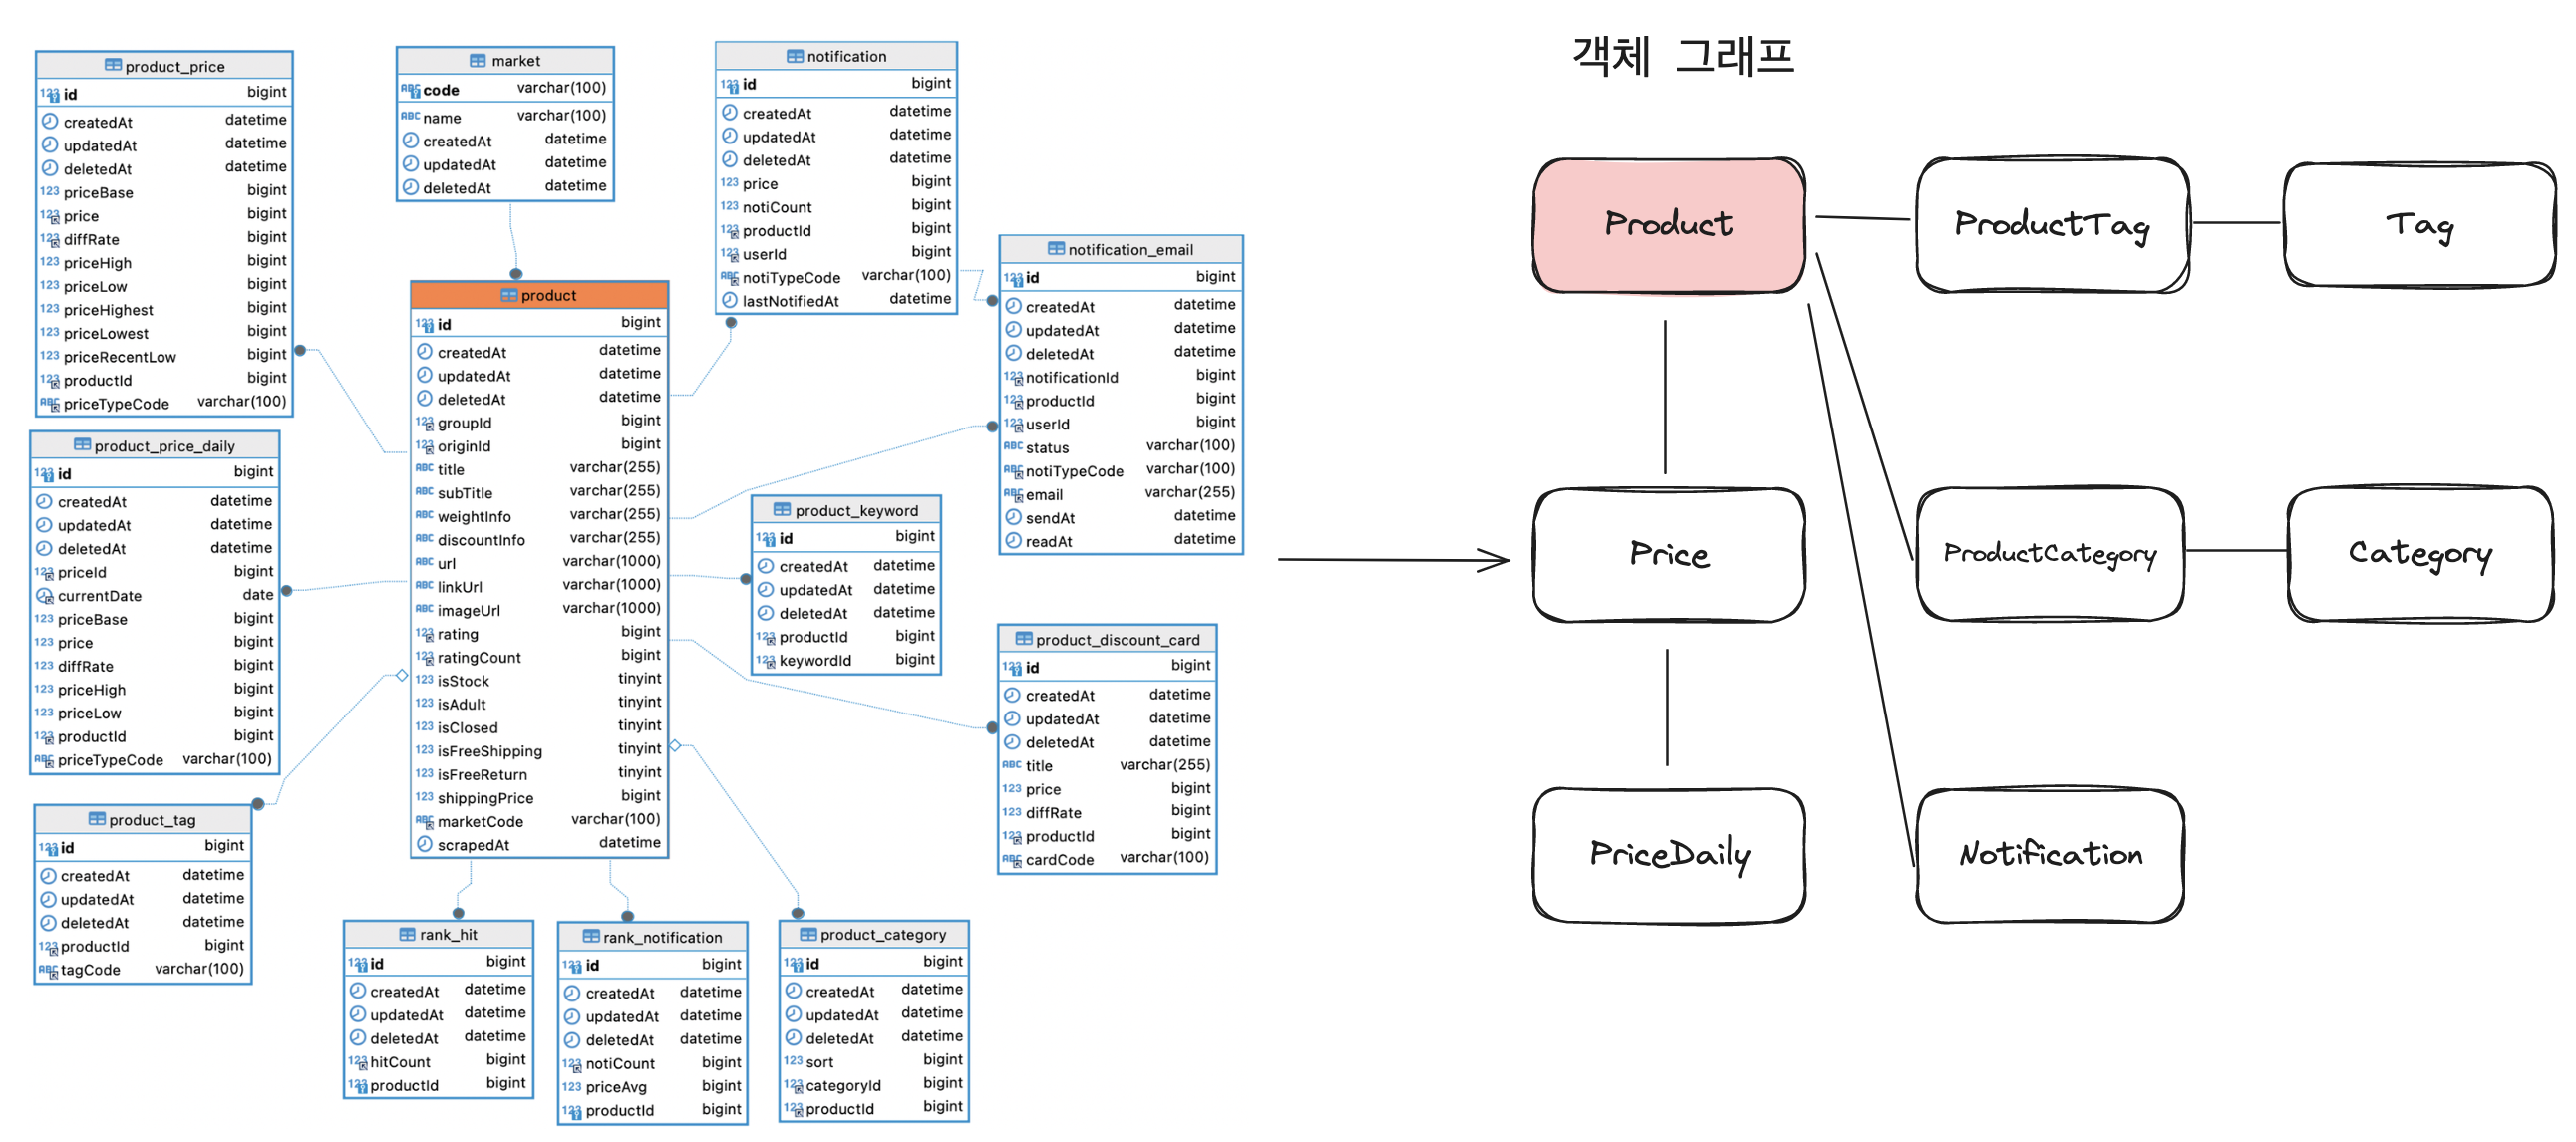 product_price
id bigint
createdAt datetime
updatedAt datetime
deletedAt datetime
priceBase bigint
price bigint
diffRate bigint
priceHigh bigint
priceLow bigint
priceHighest bigint
priceLowest bigint
priceRecentLow bigint
productId bigint
priceTypeCode varchar(100)
market
code varchar(100)
name varchar(100)
createdAt datetime
updatedAt datetime
deletedAt datetime
notification
id bigint
createdAt datetime
updatedAt datetime
deletedAt datetime
price bigint
notiCount bigint
productId bigint
userId bigint
notiTypeCode varchar(100)
lastNotifiedAt datetime
notification_email
id bigint
createdAt datetime
updatedAt datetime
deletedAt datetime
notificationId bigint
productId bigint
userId bigint
status varchar(100)
notiTypeCode varchar(100)
email varchar(255)
sendAt datetime
readAt datetime
product
id bigint
createdAt datetime
updatedAt datetime
deletedAt datetime
groupId bigint
originId bigint
title varchar(255)
subTitle varchar(255)
weightInfo varchar(255)
discountInfo varchar(255)
url varchar(1000)
linkUrl varchar(1000)
imageUrl varchar(1000)
rating bigint
ratingCount bigint
isStock tinyint
isAdult tinyint
isClosed tinyint
isFreeShipping tinyint
isFreeReturn tinyint
shippingPrice bigint
marketCode varchar(100)
scrapedAt datetime
product_price_daily
id bigint
createdAt datetime
updatedAt datetime
deletedAt datetime
priceId bigint
currentDate date
priceBase bigint
price bigint
diffRate bigint
priceHigh bigint
priceLow bigint
productId bigint
priceTypeCode varchar(100)
product_keyword
id bigint
createdAt datetime
updatedAt datetime
deletedAt datetime
productId bigint
keywordId bigint
product_discount_card
id bigint
createdAt datetime
updatedAt datetime
deletedAt datetime
title varchar(255)
price bigint
diffRate bigint
productId bigint
cardCode varchar(100)
product_tag
id bigint
createdAt datetime
updatedAt datetime
deletedAt datetime
productId bigint
tagCode varchar(100)
rank_hit
id bigint
createdAt datetime
updatedAt datetime
deletedAt datetime
hitCount bigint
productId bigint
rank_notification
id bigint
createdAt datetime
updatedAt datetime
deletedAt datetime
notiCount bigint
priceAvg bigint
productId bigint
product_category
id bigint
createdAt datetime
updatedAt datetime
deletedAt datetime
sort bigint
categoryId bigint
productId bigint
객체 그래프
Product
ProductTag
Tag
Price
ProductCategory
Category
PriceDaily
Notification